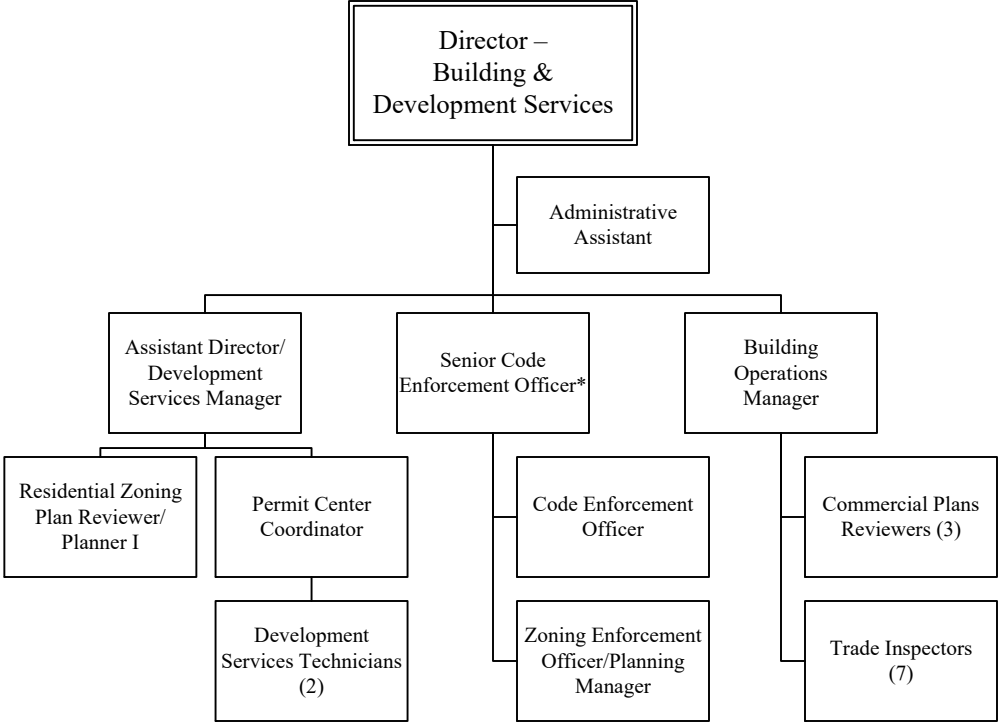 Director –
Building &
Development Services
Administrative
Assistant
Assistant Director/
Development
Services Manager
Senior Code
Enforcement Officer*
Building
Operations
Manager
Residential Zoning
Plan Reviewer/
Planner I
Permit Center
Coordinator
Code Enforcement
Officer
Commercial Plans
Reviewers (3)
Development
Services Technicians
(2)
Zoning Enforcement
Officer/Planning
Manager
Trade Inspectors
(7)